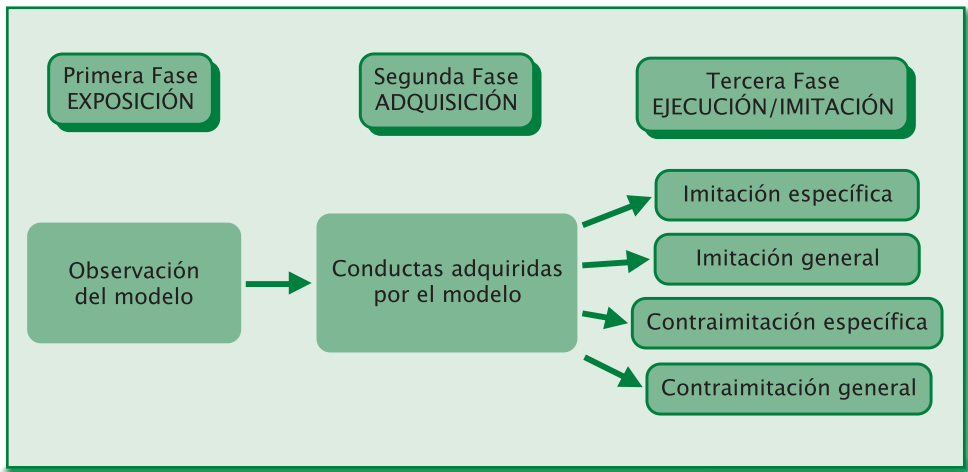 Primera Fase
EXPOSICIÓN
Segunda Fase
ADQUISICIÓN
Tercera Fase
EJECUCIÓN/IMITACIÓN
Observación
del modelo
Conductas adquiridas
por el modelo
Imitación específica
Imitación general
Contraimitación específica
Contraimitación general